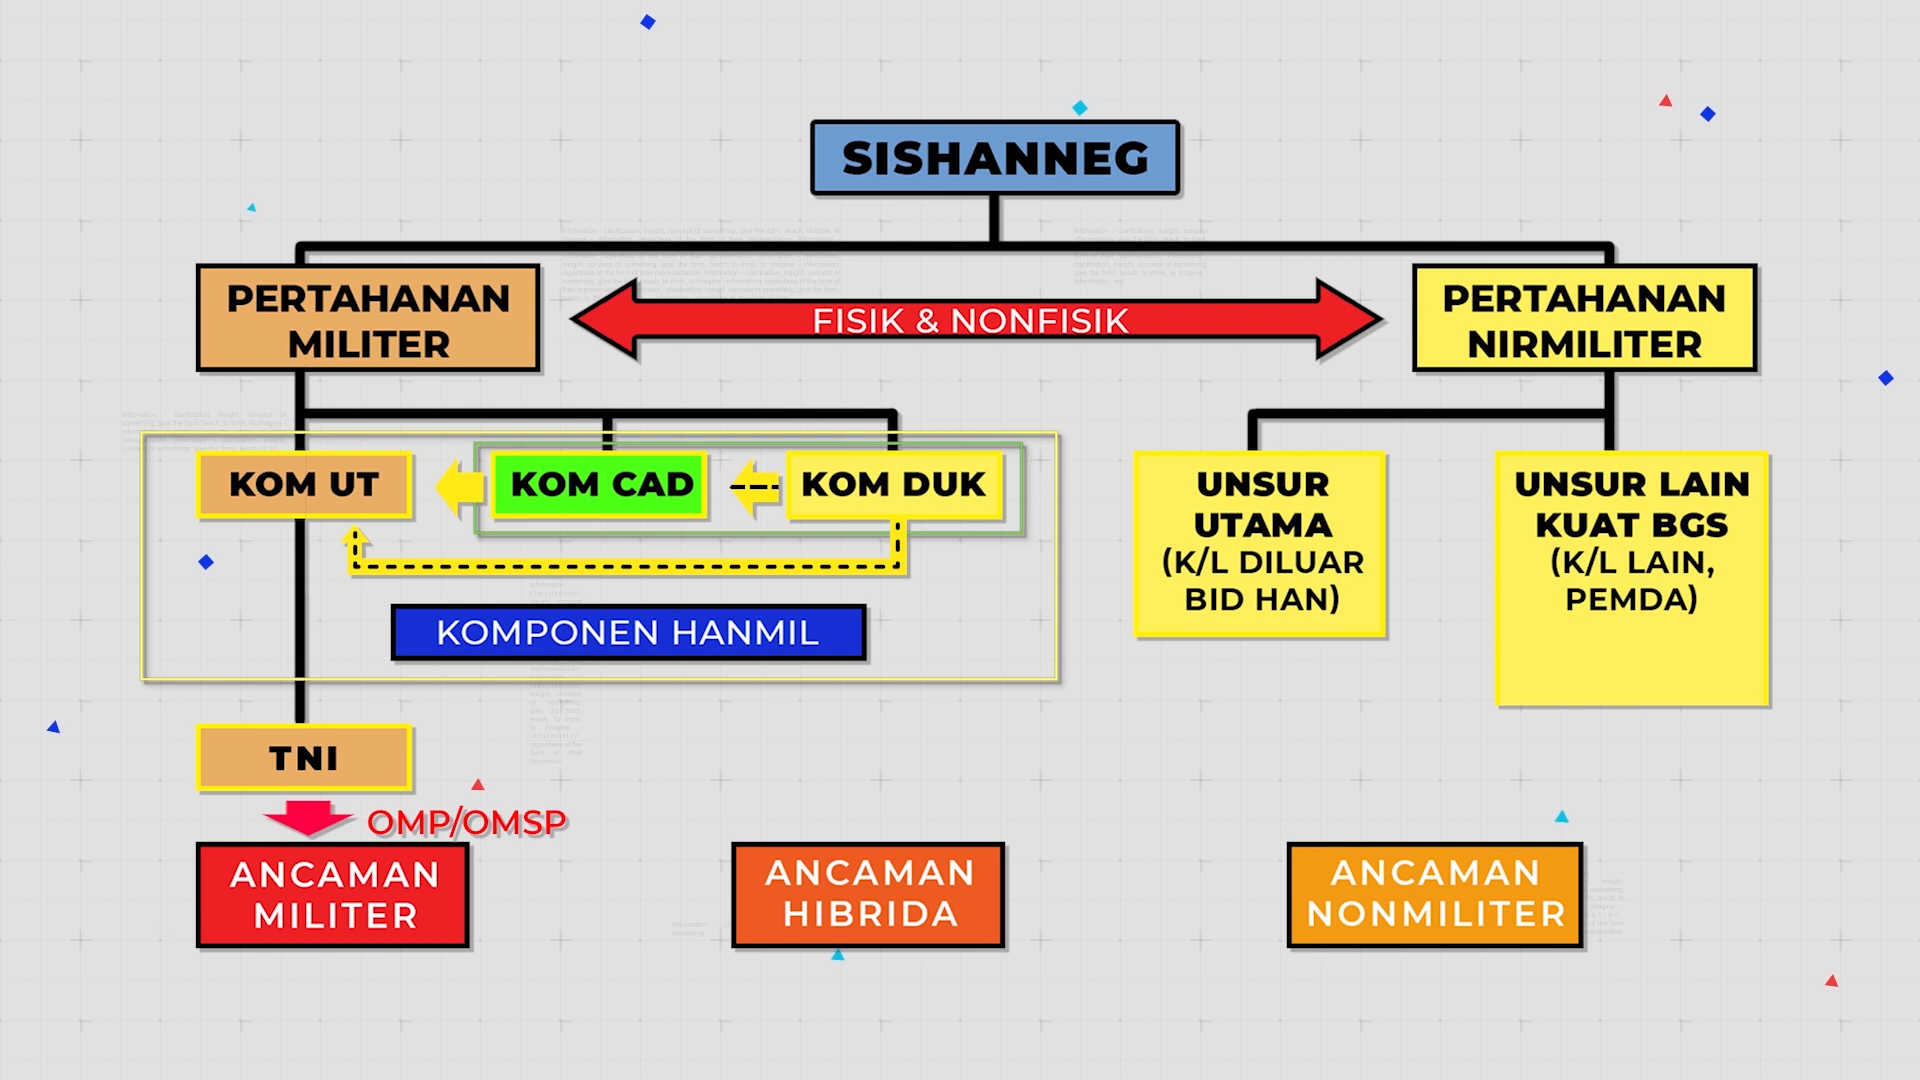 SISHANNEG
PERTAHANAN
MILITER
FISIK & NONFISIK
PERTAHANAN
NIRMILITER
KOM UT
KOM CAD
KOM DUK
KOMPONEN HANMIL
UNSUR
UTAMA
(K/L DILUAR
BID HAN)
UNSUR LAIN
KUAT BGS
(K/L LAIN,
PEMDA)
TNI
OMP/OMSP
ANCAMAN
MILITER
ANCAMAN
HIBRIDA
ANCAMAN
NONMILITER